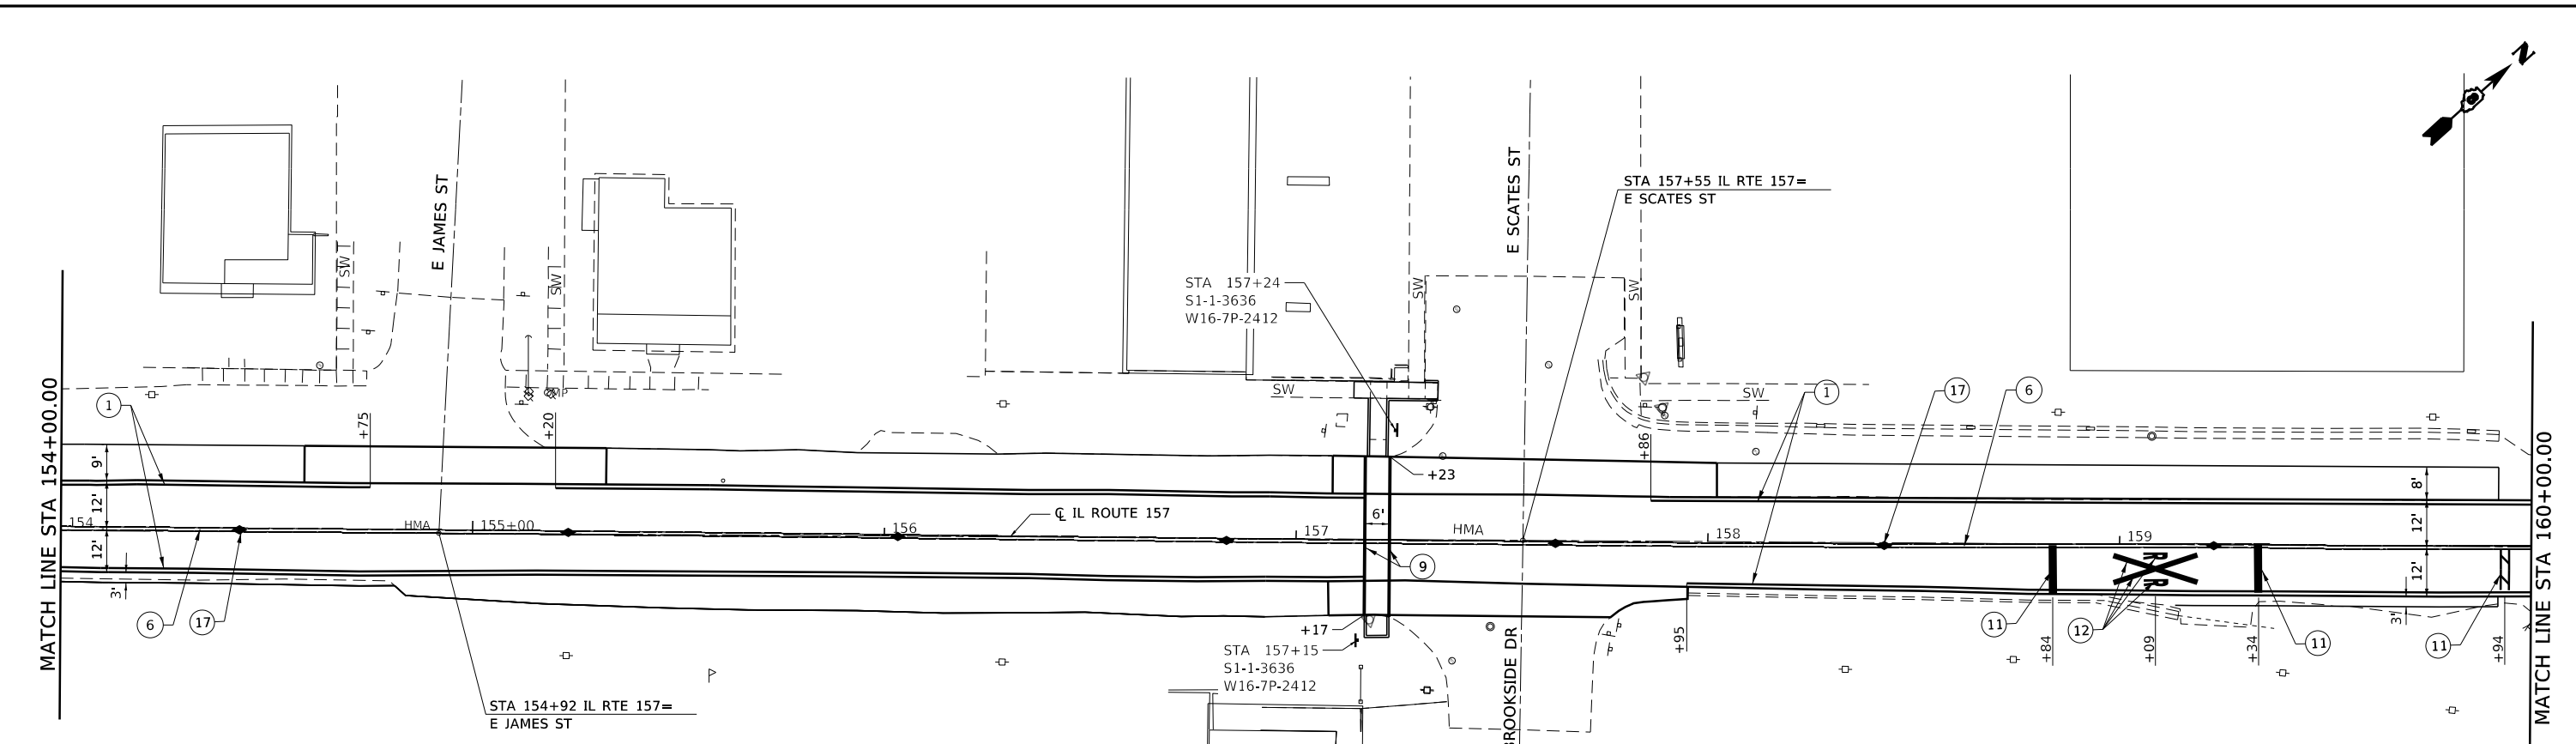 N
E JAMES ST
E SCATES ST
STA 157+55 IL RTE 157=
E SCATES ST
SW
SW
STA 157+24
S1-1-3636
W16-7P-2412
SW
SW
SW
SW
1
+75
+20
+86
1
17
6
9'
12'
12'
3'
154
HMA
155+00
156
℄ IL ROUTE 157
157
6'
+23
HMA
158
159
8'
12'
12'
3'
9
R
R
6
17
+17
STA 157+15
S1-1-3636
W16-7P-2412
BROOKSIDE DR
+95
11
+84
12
+09
+34
11
11
+94
STA 154+92 IL RTE 157=
E JAMES ST
MATCH LINE STA 154+00.00
MATCH LINE STA 160+00.00